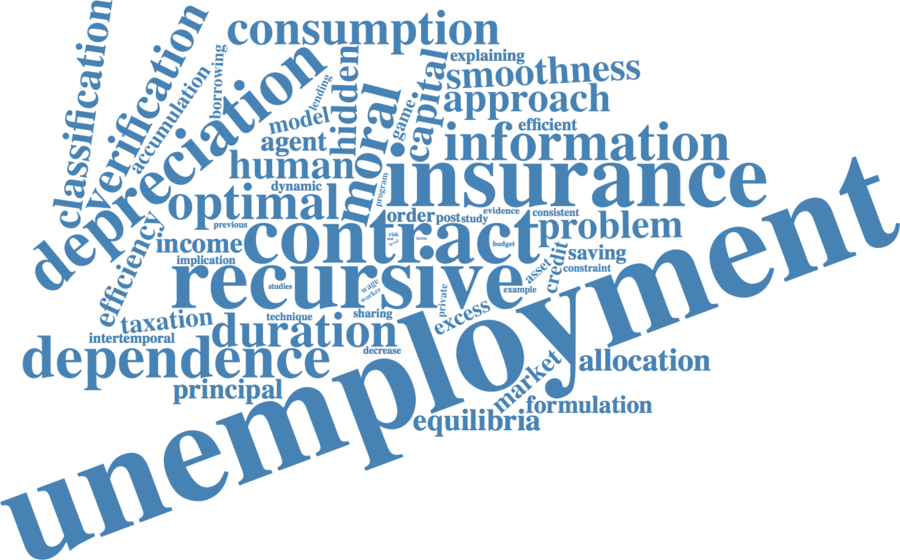 classification
verification
accumulation
borrowing
consumption
depreciation
hidden
lending
model
agent
human
dynamic
moral
game
capital
explaining
smoothness
approach
efficient
information
insurance
program
optimal
previous
order
post
study
evidence
consistent
problem
contract
risk
term
level
budget
income
implication
efficiency
saving
credit
asset
constraint
recursive
studies
wage
worker
private
example
excess
sharing
technique
taxation
intertemporal
duration
decrease
dependence
principal
unemployment
market
allocation
formulation
equilibria